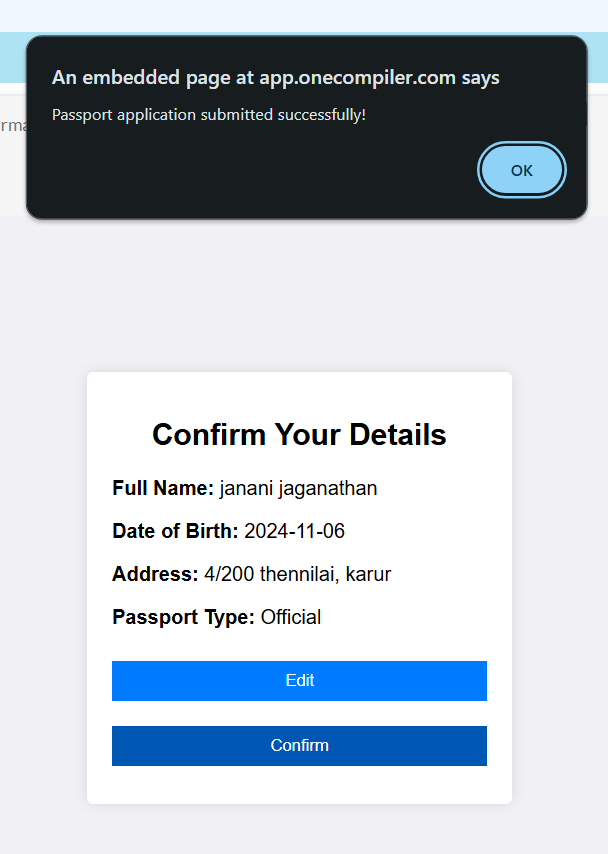 An embedded page at app.onecompiler.com says
Passport application submitted successfully!
OK
Confirm Your Details
Full Name: janani jaganathan
Date of Birth: 2024-11-06
Address: 4/200 thennilai, karur
Passport Type: Official
Edit
Confirm